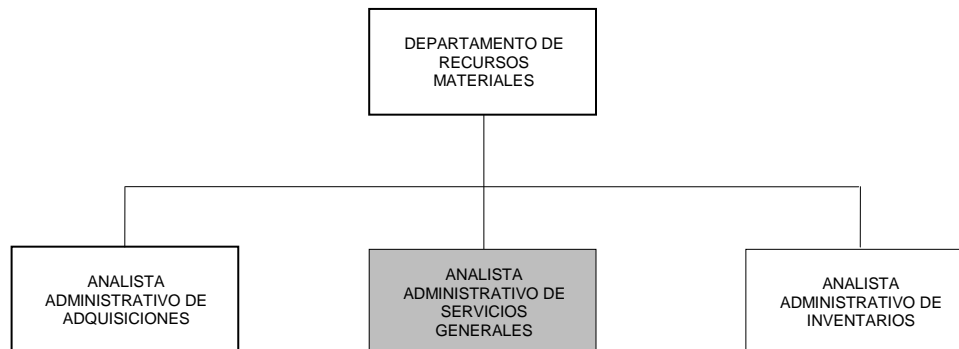 DEPARTAMENTO DE
RECURSOS
MATERIALES
ANALISTA
ADMINISTRATIVO DE
ADQUISICIONES
ANALISTA
ADMINISTRATIVO DE
SERVICIOS
GENERALES
ANALISTA
ADMINISTRATIVO DE
INVENTARIOS